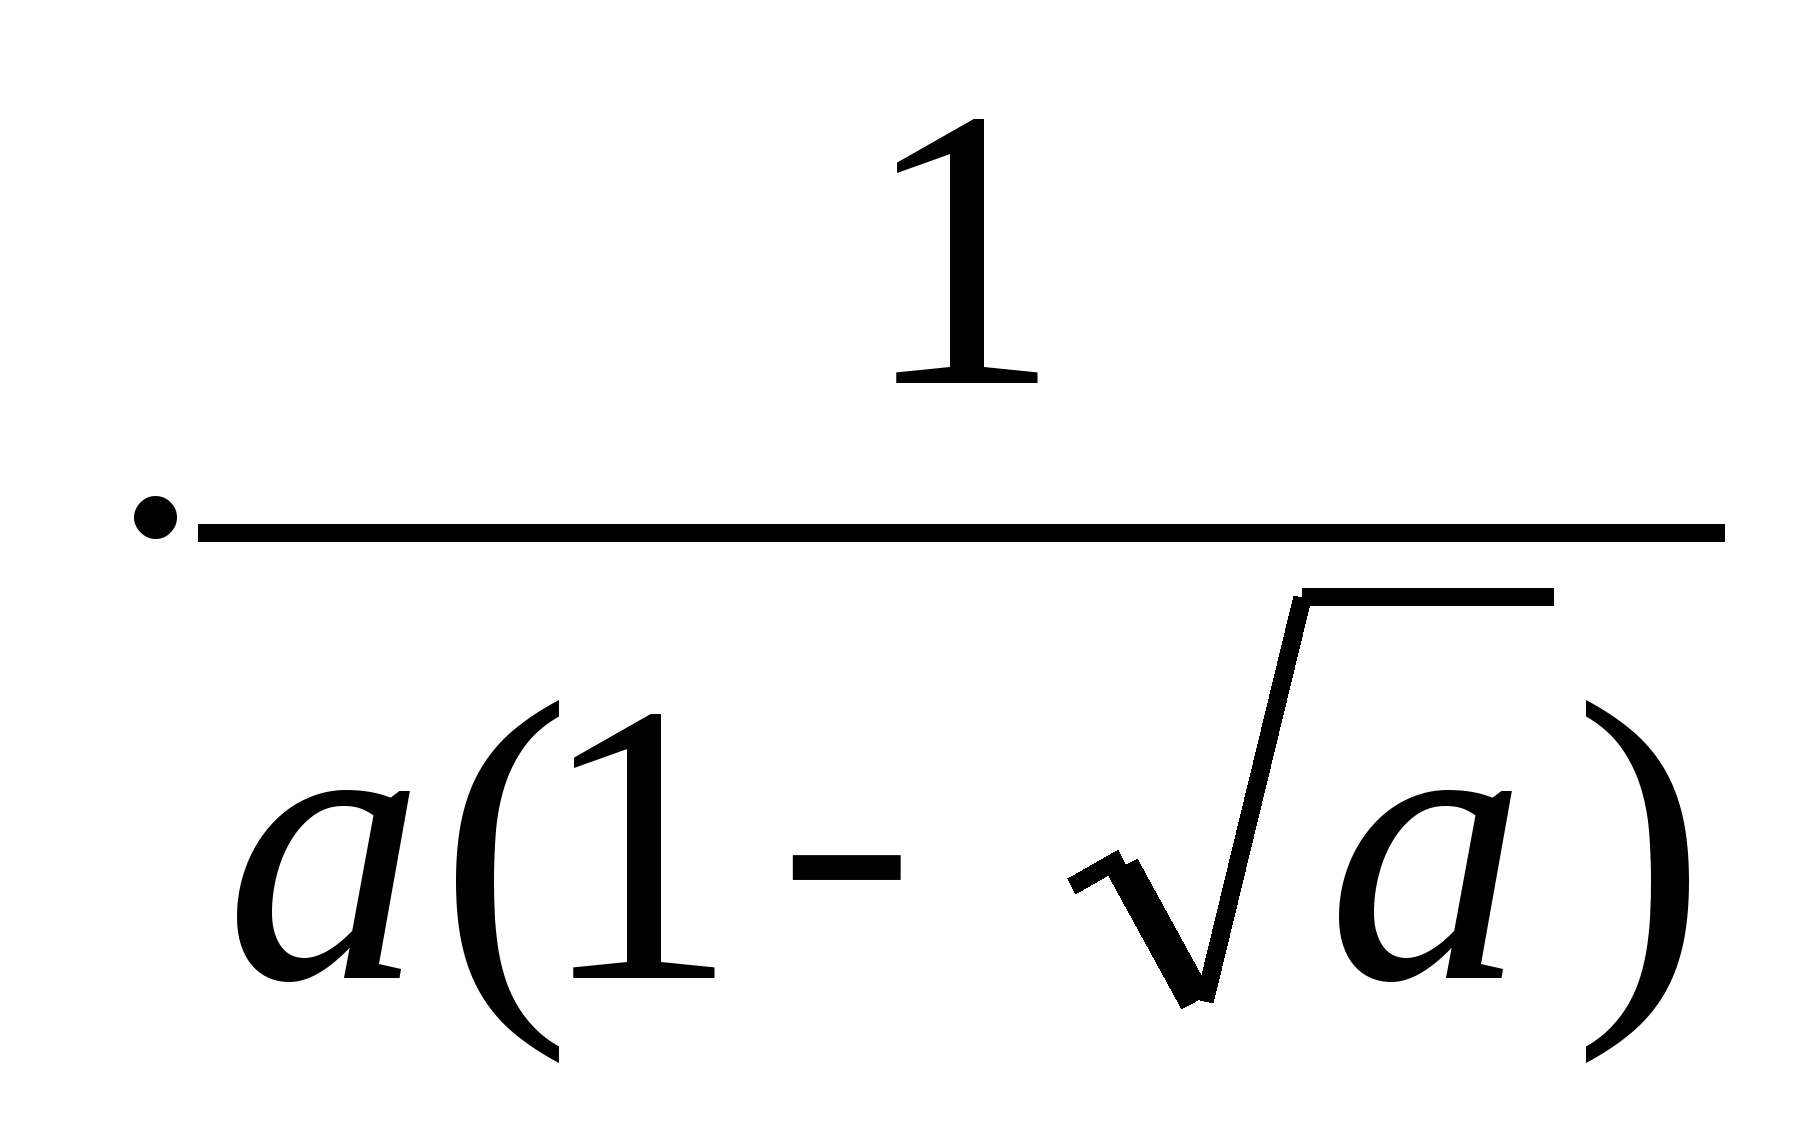 1
·
a(1 - √a)